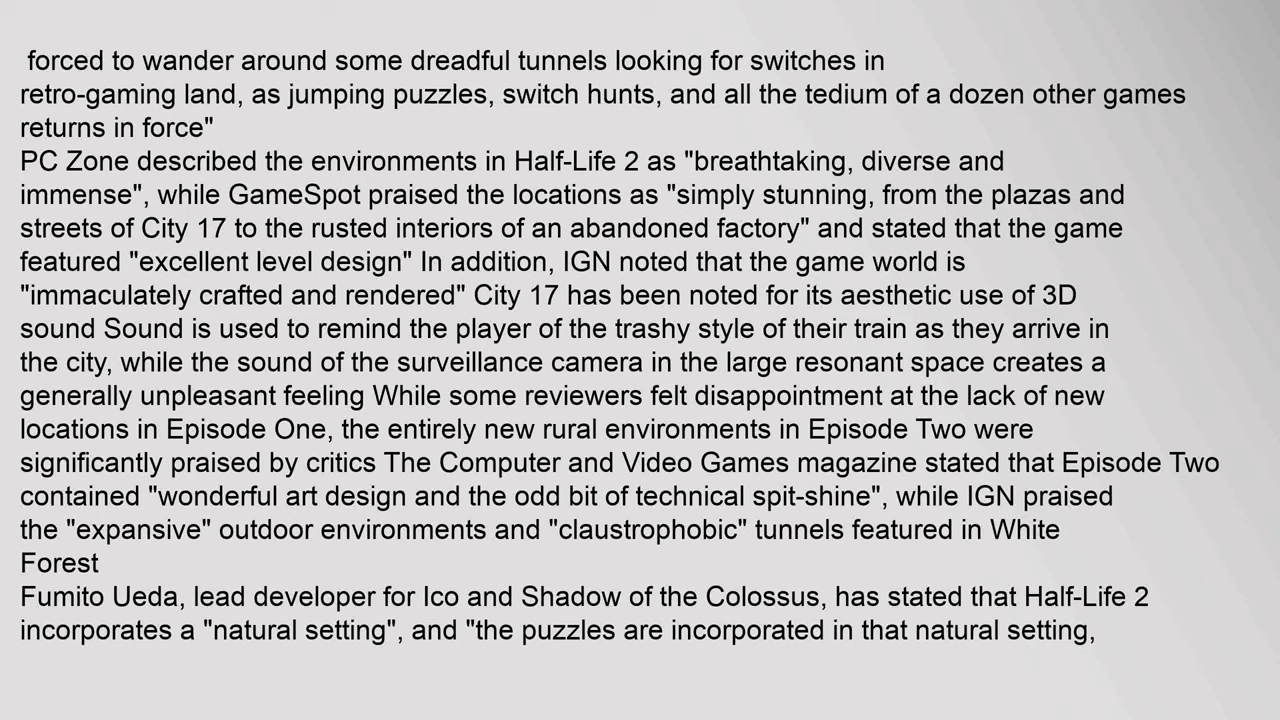 forced to wander around some dreadful tunnels looking for switches in
retro-gaming land, as jumping puzzles, switch hunts, and all the tedium of a dozen other games
returns in force"
PC Zone described the environments in Half-Life 2 as "breathtaking, diverse and
immense", while GameSpot praised the locations as "simply stunning, from the plazas and
streets of City 17 to the rusted interiors of an abandoned factory" and stated that the game
featured "excellent level design" In addition, IGN noted that the game world is
"immaculately crafted and rendered" City 17 has been noted for its aesthetic use of 3D
sound Sound is used to remind the player of the trashy style of their train as they arrive in
the city, while the sound of the surveillance camera in the large resonant space creates a
generally unpleasant feeling While some reviewers felt disappointment at the lack of new
locations in Episode One, the entirely new rural environments in Episode Two were
significantly praised by critics The Computer and Video Games magazine stated that Episode Two
contained "wonderful art design and the odd bit of technical spit-shine", while IGN praised
the "expansive" outdoor environments and "claustrophobic" tunnels featured in White
Forest
Fumito Ueda, lead developer for Ico and Shadow of the Colossus, has stated that Half-Life 2
incorporates a "natural setting", and "the puzzles are incorporated in that natural setting,